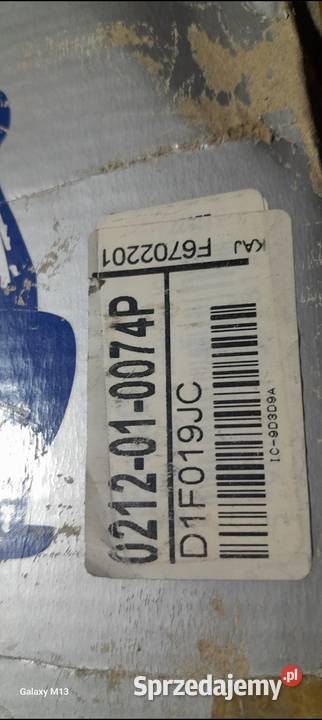 KAJ F6702201
0212-01-0074P
D1F019JC
IC-9D3D9A
Galaxy M13
Sprzedajemy.pl